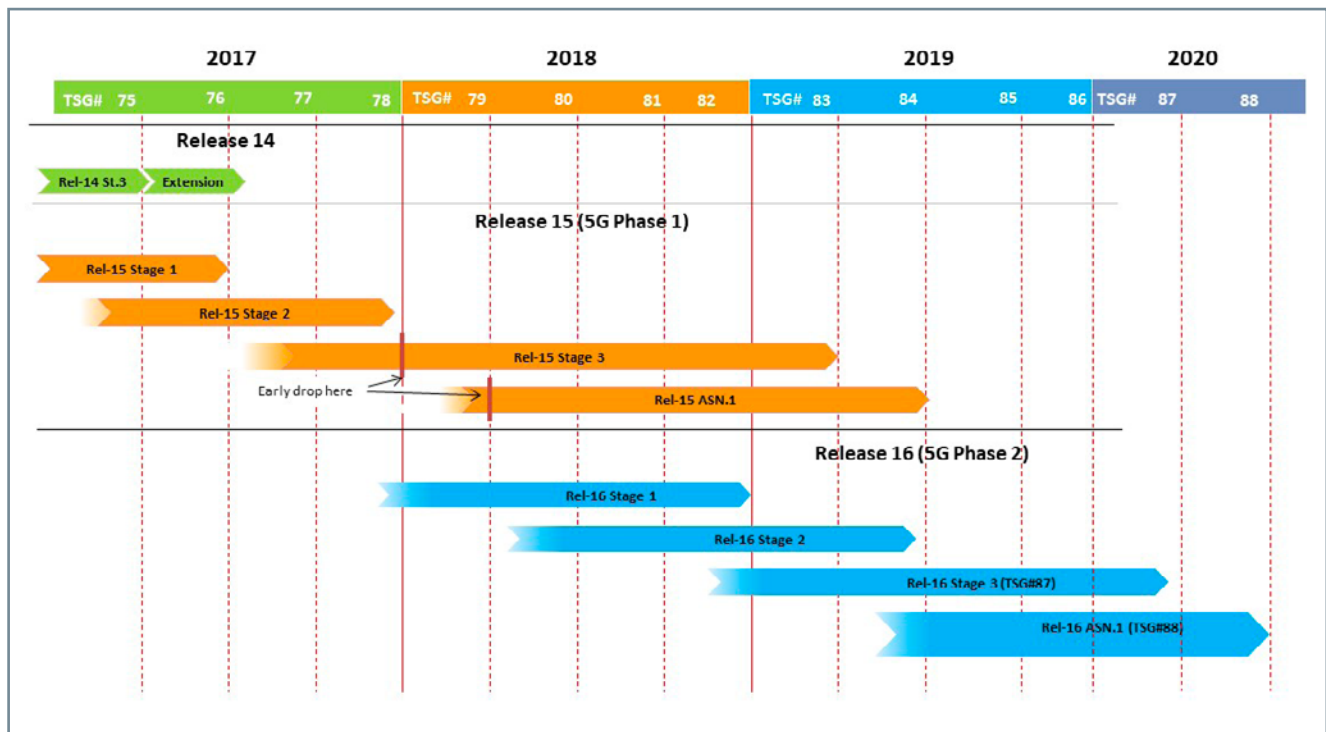 2017 2018 2019 2020
TSG# 75 76 77 78 TSG# 79 80 81 82 TSG# 83 84 85 86 TSG# 87 88
Release 14
Rel-14 St.3 Extension
Release 15 (5G Phase 1)
Rel-15 Stage 1
Rel-15 Stage 2
Rel-15 Stage 3
Early drop here
Rel-15 ASN.1
Release 16 (5G Phase 2)
Rel-16 Stage 1
Rel-16 Stage 2
Rel-16 Stage 3 (TSG#87)
Rel-16 ASN.1 (TSG#88)